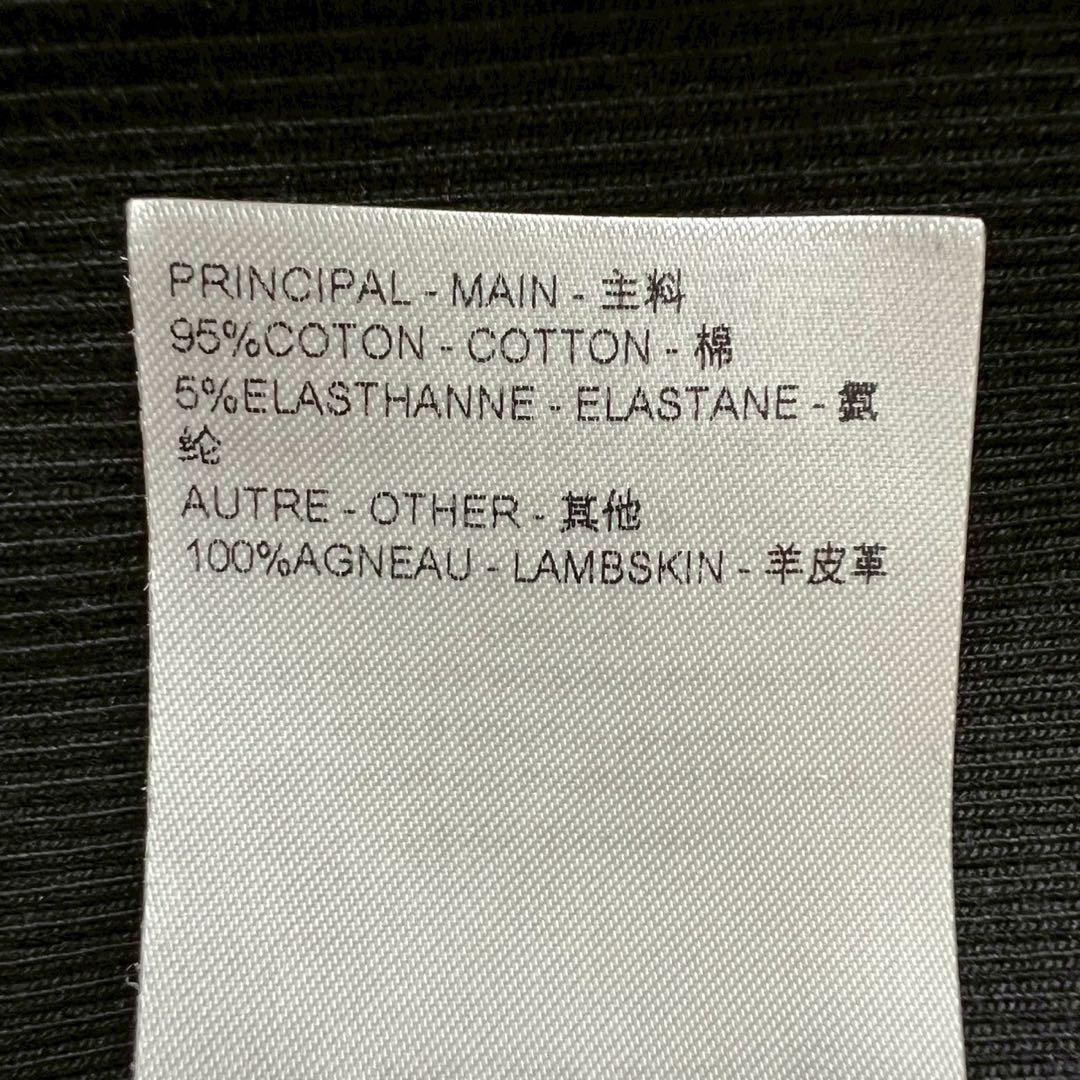 PRINCIPAL - MAIN - 主料
95%COTON - COTTON - 棉
5%ELASTHANNE - ELASTANE - 氨
纶
AUTRE - OTHER - 其他
100%AGNEAU - LAMBSKIN - 羊皮革